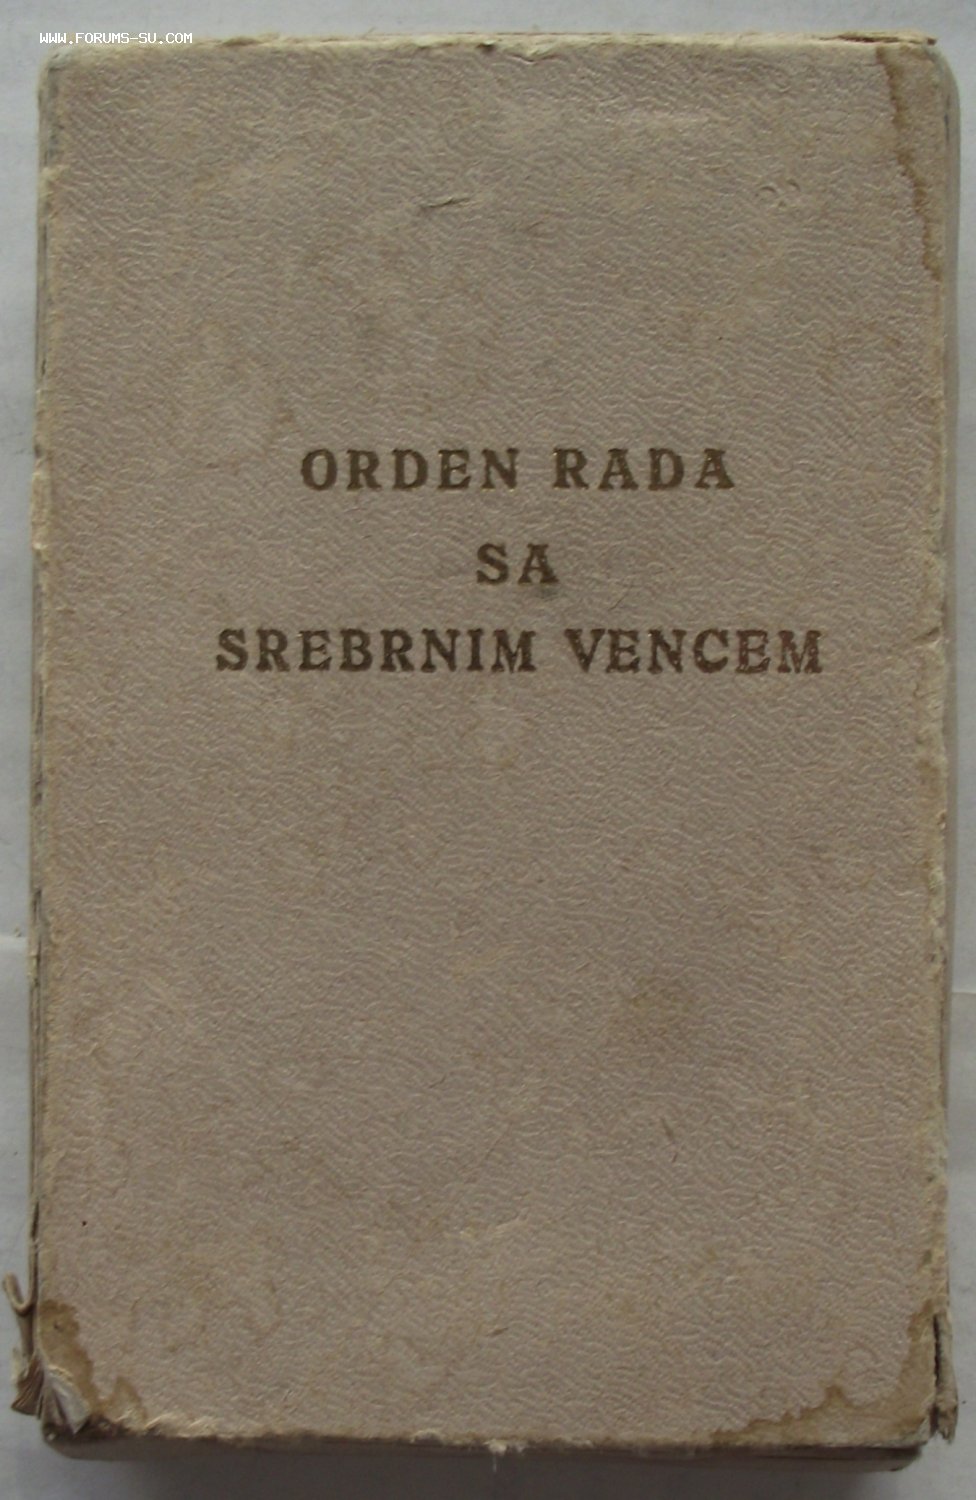 WWW.FORUMS-SU.COM
ORDEN RADA
SA
SREBRNIM VENCEM